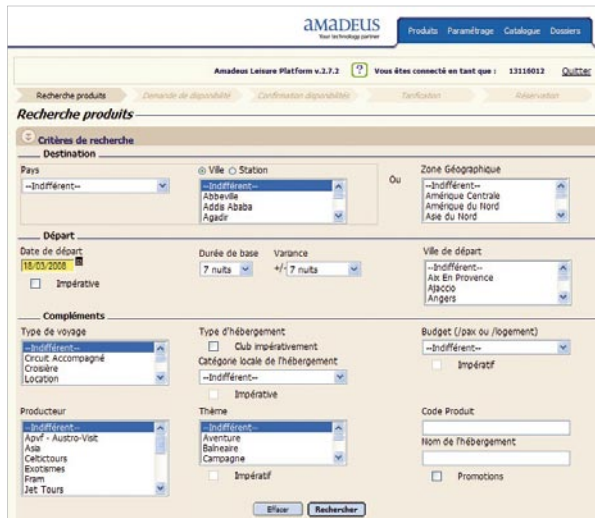 aMaDEUS
Your technology partner
Produits Paramétrage Catalogue Dossiers
Amadeus Leisure Platform v.2.7.2 ? Vous êtes connecté en tant que : 13116012 Quitter
Recherche produits Demande de disponibilité Confirmation disponibilités Tarification Réservation
Recherche produits
Critères de recherche
Destination
Pays
--Indifférent--
Ville Station
--Indifférent--
Abbeville
Addis Ababa
Agadir
Ou
Zone Géographique
--Indifférent--
Amérique Centrale
Amérique du Nord
Asie du Nord
Départ
Date de départ
18/03/2008
Impérative
Durée de base Variance
7 nuits +/- 7 nuits
Ville de départ
--Indifférent--
Aix En Provence
Ajaccio
Angers
Compléments
Type de voyage
--Indifférent--
Circuit Accompagné
Croisière
Location
Type d'hébergement
Club impérativement
Catégorie locale de l'hébergement
--Indifférent--
Impérative
Budget (/pax ou /logement)
--Indifférent--
Impératif
Producteur
--Indifférent--
Apvf - Austro-Visit
Asia
Celtictours
Exotismes
Fram
Jet Tours
Thème
--Indifférent--
Aventure
Balneaire
Campagne
Impératif
Code Produit
Nom de l'hébergement
Promotions
Effacer Rechercher